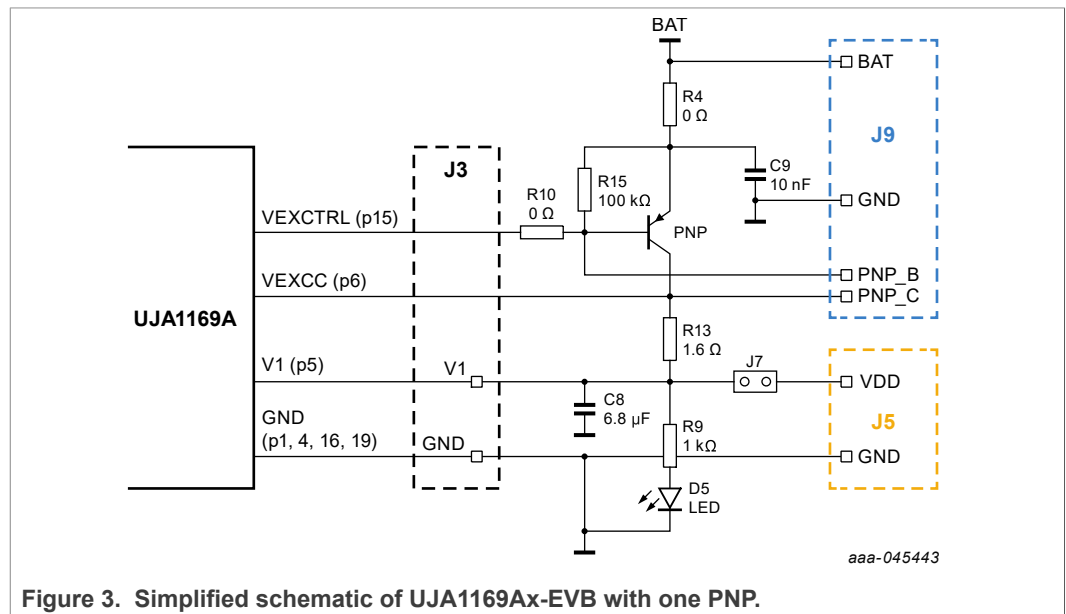 BAT
BAT
R4
0 Ω
J9
J3
C9
10 nF
R15
100 kΩ
R10
0 Ω
GND
VEXCTRL (p15)
PNP
PNP_B
VEXCC (p6)
PNP_C
UJA1169A
R13
1.6 Ω
J7
V1 (p5)
V1
VDD
C8
6.8 µF
J5
GND
(p1, 4, 16, 19)
GND
R9
1 kΩ
GND
D5
LED
aaa-045443
Figure 3. Simplified schematic of UJA1169Ax-EVB with one PNP.